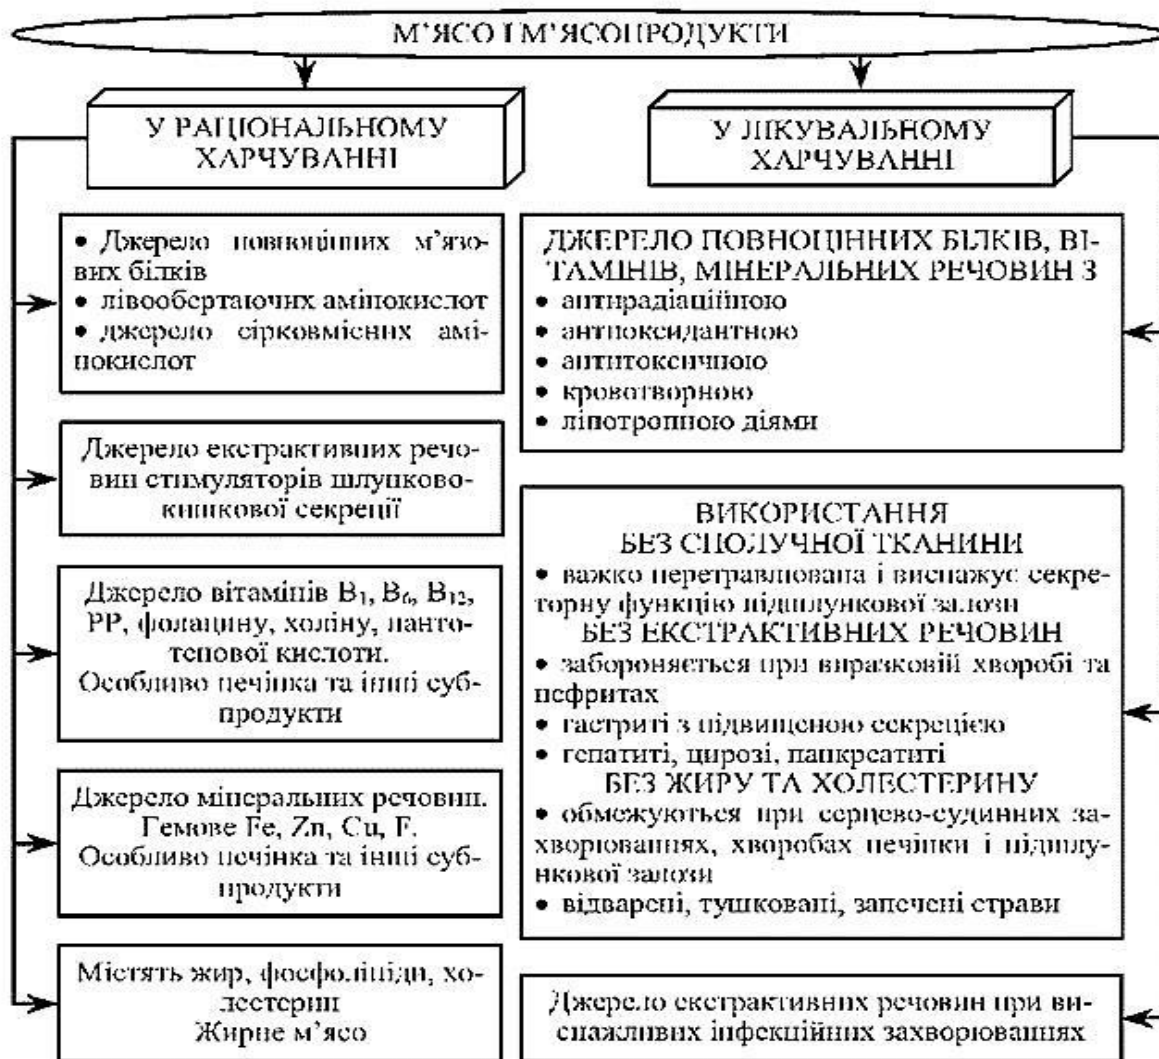 М’ЯСО І М’ЯСОПРОДУКТИ
У РАЦІОНАЛЬНОМУ
ХАРЧУВАННІ
У ЛІКУВАЛЬНОМУ
ХАРЧУВАННІ
• Джерело повноцінних м’язо-
вих білків
• лівообертаючих амінокислот
• джерело сірковмісних амі-
нокислот
Джерело екстрактивних речо-
вин стимуляторів шлунково-
кишкової секреції
Джерело вітамінів В₁, В₆, В₁₂,
РР, фолацину, холіну, панто-
тенової кислоти.
Особливо печінка та інші суб-
продукти
Джерело мінеральних речовин.
Гемове Fe, Zn, Cu, F.
Особливо печінка та інші суб-
продукти
Містять жир, фосфоліпіди, хо-
лестерин
Жирне м’ясо
ДЖЕРЕЛО ПОВНОЦІННИХ БІЛКІВ, ВІ-
ТАМІНІВ, МІНЕРАЛЬНИХ РЕЧОВИН З
• антирадіаційною
• антиоксидантною
• антитоксичною
• кровотворною
• ліпотропною діями
ВИКОРИСТАННЯ
БЕЗ СПОЛУЧНОЇ ТКАНИНИ
• важко перетравлювана і виснажує секре-
торну функцію підшлункової залози
БЕЗ ЕКСТРАКТИВНИХ РЕЧОВИН
• забороняється при виразковій хворобі та
нефритах
• гастриті з підвищеною секрецією
• гепатиті, цирозі, панкреатиті
БЕЗ ЖИРУ ТА ХОЛЕСТЕРИНУ
• обмежуються при серцево-судинних за-
хворюваннях, хворобах печінки і підшлу-
нкової залози
• відварені, тушковані, запечені страви
Джерело екстрактивних речовин при ви-
снажливих інфекційних захворюваннях